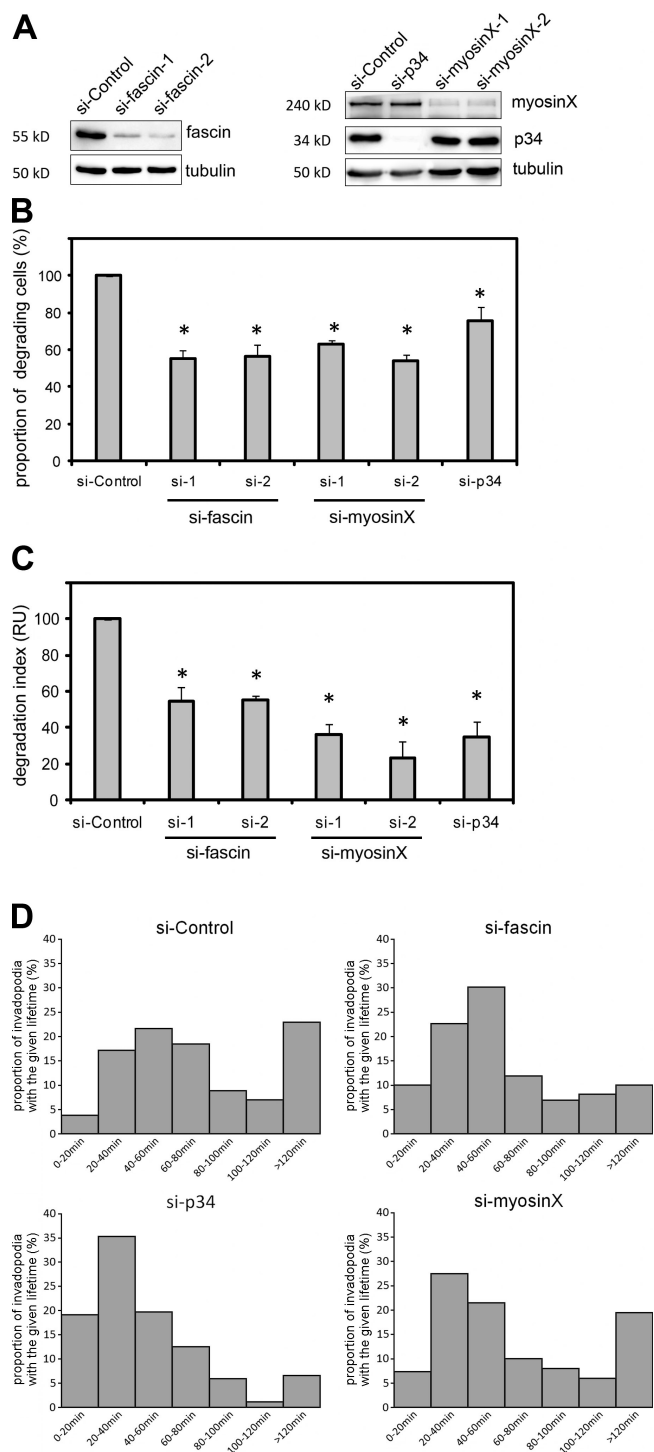 A
si-Control
si-fascin-1
si-fascin-2
55 kD
fascin
50 kD
tubulin
si-Control
si-p34
si-myosinX-1
si-myosinX-2
240 kD
myosinX
34 kD
p34
50 kD
tubulin
B
proportion of degrading cells (%)
100
80
60
40
20
0
* * * * *
si-Control si-1 si-2 si-1 si-2 si-p34
si-fascin si-myosinX
C
degradation index (RU)
100
80
60
40
20
0
* * * * *
si-Control si-1 si-2 si-1 si-2 si-p34
si-fascin si-myosinX
D
si-Control
proportion of invadopodia
with the given lifetime (%)
40
35
30
25
20
15
10
5
0
0-20min 20-40min 40-60min 60-80min 80-100min 100-120min >120min
si-fascin
proportion of invadopodia
with the given lifetime (%)
40
35
30
25
20
15
10
5
0
0-20min 20-40min 40-60min 60-80min 80-100min 100-120min >120min
si-p34
proportion of invadopodia
with the given lifetime (%)
40
35
30
25
20
15
10
5
0
0-20min 20-40min 40-60min 60-80min 80-100min 100-120min >120min
si-myosinX
proportion of invadopodia
with the given lifetime (%)
40
35
30
25
20
15
10
5
0
0-20min 20-40min 40-60min 60-80min 80-100min 100-120min >120min